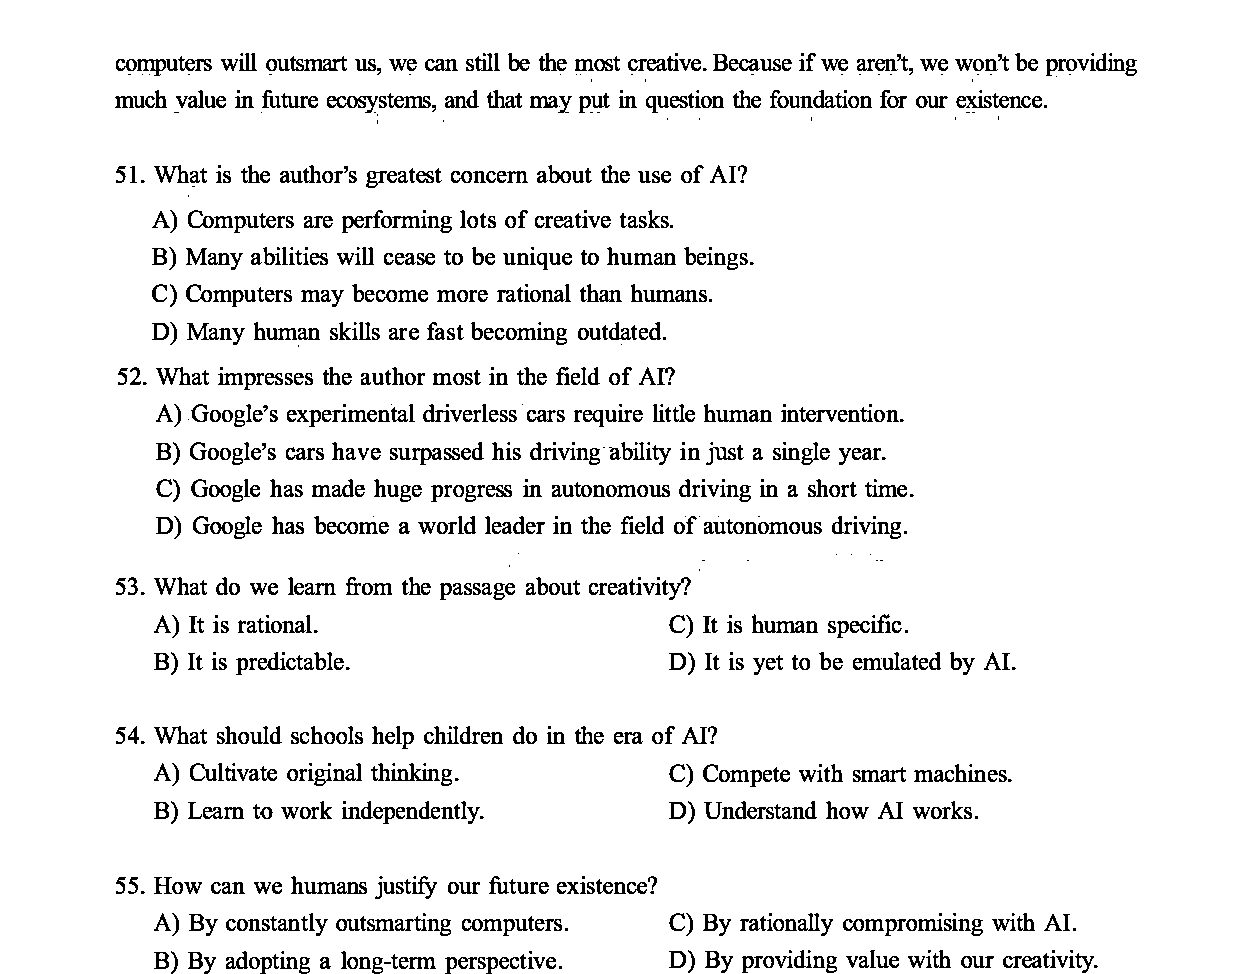 computers will outsmart us, we can still be the most creative. Because if we aren't, we won't be providing
much value in future ecosystems, and that may put in question the foundation for our existence.
51. What is the author's greatest concern about the use of AI?
A) Computers are performing lots of creative tasks.
B) Many abilities will cease to be unique to human beings.
C) Computers may become more rational than humans.
D) Many human skills are fast becoming outdated.
52. What impresses the author most in the field of AI?
A) Google's experimental driverless cars require little human intervention.
B) Google's cars have surpassed his driving ability in just a single year.
C) Google has made huge progress in autonomous driving in a short time.
D) Google has become a world leader in the field of autonomous driving.
53. What do we learn from the passage about creativity?
A) It is rational. C) It is human specific.
B) It is predictable. D) It is yet to be emulated by AI.
54. What should schools help children do in the era of AI?
A) Cultivate original thinking. C) Compete with smart machines.
B) Learn to work independently. D) Understand how AI works.
55. How can we humans justify our future existence?
A) By constantly outsmarting computers. C) By rationally compromising with AI.
B) By adopting a long-term perspective. D) By providing value with our creativity.